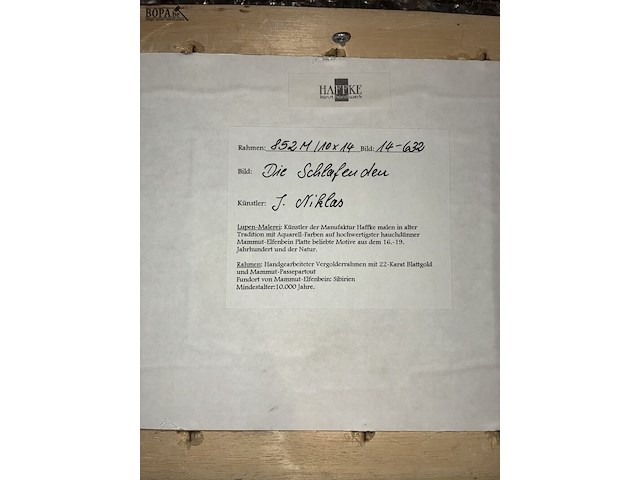 BOPA
HAFFKE
Rahmen: 852 M/10x14 Bild: 14-632
Bild: Die Schlafenden
Künstler: J. Niklas
Lupen-Malerei: Künstler der Manufaktur Haffke malen in alter
Tradition mit Aquarell-Farben auf hochwertigster hauchdünner
Mammut-Elfenbein Platte beliebte Motive aus dem 16.-19.
Jahrhundert und der Natur.
Rahmen: Handgearbeiteter Vergolderrahmen mit 22-Karat Blattgold
und Mammut-Passepartout
Fundort von Mammut-Elfenbein: Sibirien
Mindestalter:10.000 Jahre.